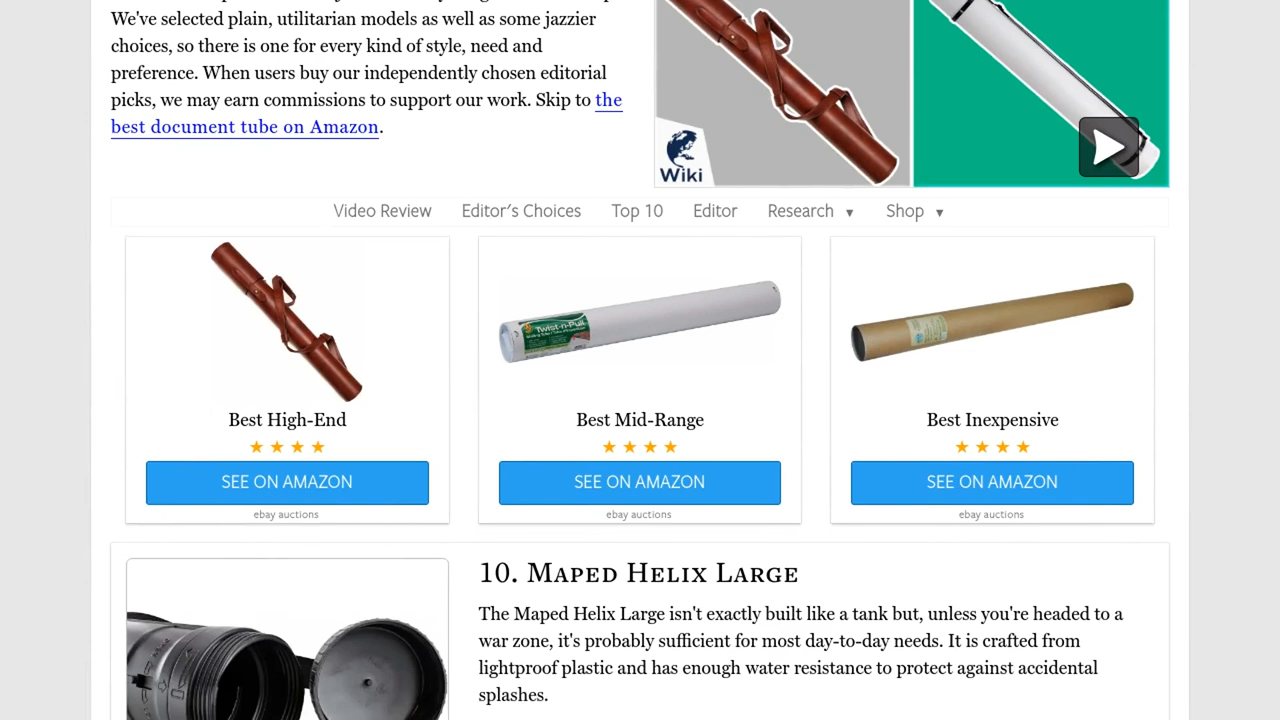 We've selected plain, utilitarian models as well as some jazzier
choices, so there is one for every kind of style, need and
preference. When users buy our independently chosen editorial
picks, we may earn commissions to support our work. Skip to the
best document tube on Amazon.
Wiki
Video Review Editor's Choices Top 10 Editor Research ▼ Shop ▼
Twist-n-Pull
Best High-End Best Mid-Range Best Inexpensive
★ ★ ★ ★ ★ ★ ★ ★ ★ ★ ★ ★
SEE ON AMAZON SEE ON AMAZON SEE ON AMAZON
ebay auctions ebay auctions ebay auctions
10. Maped Helix Large
The Maped Helix Large isn't exactly built like a tank but, unless you're headed to a
war zone, it's probably sufficient for most day-to-day needs. It is crafted from
lightproof plastic and has enough water resistance to protect against accidental
splashes.